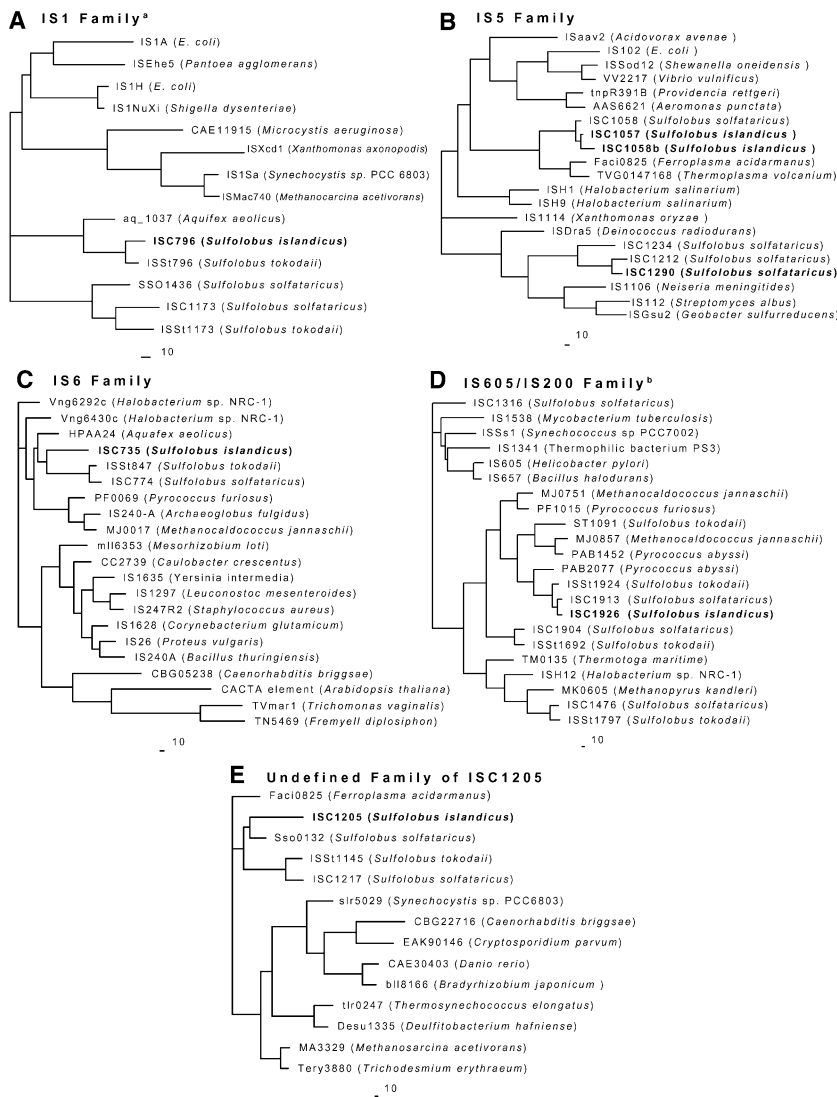 A IS1 Family^a
IS1A (E. coli)
ISEhe5 (Pantoea agglomerans)
IS1H (E. coli)
IS1NuXi (Shigella dysenteriae)
CAE11915 (Microcystis aeruginosa)
ISXcd1 (Xanthomonas axonopodis)
IS1Sa (Synechocystis sp. PCC 6803)
ISMac740 (Methanocarcina acetivorans)
aq_1037 (Aquifex aeolicus)
ISC796 (Sulfolobus islandicus)
ISSt796 (Sulfolobus tokodaii)
SSO1436 (Sulfolobus solfataricus)
ISC1173 (Sulfolobus solfataricus)
ISSt1173 (Sulfolobus tokodaii)
10
B IS5 Family
ISaav2 (Acidovorax avenae )
IS102 (E. coli )
ISSod12 (Shewanella oneidensis )
VV2217 (Vibrio vulnificus)
tnpR391B (Providencia rettgeri)
AAS6621 (Aeromonas punctata)
ISC1058 (Sulfolobus solfataricus)
ISC1057 (Sulfolobus islandicus )
ISC1058b (Sulfolobus islandicus )
Faci0825 (Ferroplasma acidarmanus)
TVG0147168 (Thermoplasma volcanium)
ISH1 (Halobacterium salinarium)
ISH9 (Halobacterium salinarium)
IS1114 (Xanthomonas oryzae )
ISDra5 (Deinococcus radiodurans)
ISC1234 (Sulfolobus solfataricus)
ISC1212 (Sulfolobus solfataricus)
ISC1290 (Sulfolobus solfataricus)
IS1106 (Neiseria meningitides)
IS112 (Streptomyces albus)
ISGsu2 (Geobacter sulfurreducens)
10
C IS6 Family
Vng6292c (Halobacterium sp. NRC-1)
Vng6430c (Halobacterium sp. NRC-1)
HPAA24 (Aquafex aeolicus)
ISC735 (Sulfolobus islandicus)
ISSt847 (Sulfolobus tokodaii)
ISC774 (Sulfolobus solfataricus)
PF0069 (Pyrococcus furiosus)
IS240-A (Archaeoglobus fulgidus)
MJ0017 (Methanocaldococcus jannaschii)
mll6353 (Mesorhizobium loti)
CC2739 (Caulobacter crescentus)
IS1635 (Yersinia intermedia)
IS1297 (Leuconostoc mesenteroides)
IS247R2 (Staphylococcus aureus)
IS1628 (Corynebacterium glutamicum)
IS26 (Proteus vulgaris)
IS240A (Bacillus thuringiensis)
CBG05238 (Caenorhabditis briggsae)
CACTA element (Arabidopsis thaliana)
TVmar1 (Trichomonas vaginalis)
TN5469 (Fremyell diplosiphon)
10
D IS605/IS200 Family^b
ISC1316 (Sulfolobus solfataricus)
IS1538 (Mycobacterium tuberculosis)
ISSs1 (Synechococcus sp PCC7002)
IS1341 (Thermophilic bacterium PS3)
IS605 (Helicobacter pylori)
IS657 (Bacillus halodurans)
MJ0751 (Methanocaldococcus jannaschii)
PF1015 (Pyrococcus furiosus)
ST1091 (Sulfolobus tokodaii)
MJ0857 (Methanocaldococcus jannaschii)
PAB1452 (Pyrococcus abyssi)
PAB2077 (Pyrococcus abyssi)
ISSt1924 (Sulfolobus tokodaii)
ISC1913 (Sulfolobus solfataricus)
ISC1926 (Sulfolobus islandicus)
ISC1904 (Sulfolobus solfataricus)
ISSt1692 (Sulfolobus tokodaii)
TM0135 (Thermotoga maritime)
ISH12 (Halobacterium sp. NRC-1)
MK0605 (Methanopyrus kandleri)
ISC1476 (Sulfolobus solfataricus)
ISSt1797 (Sulfolobus tokodaii)
10
E Undefined Family of ISC1205
Faci0825 (Ferroplasma acidarmanus)
ISC1205 (Sulfolobus islandicus)
Sso0132 (Sulfolobus solfataricus)
ISSt1145 (Sulfolobus tokodaii)
ISC1217 (Sulfolobus solfataricus)
slr5029 (Synechocystis sp. PCC6803)
CBG22716 (Caenorhabditis briggsae)
EAK90146 (Cryptosporidium parvum)
CAE30403 (Danio rerio)
bll8166 (Bradyrhizobium japonicum )
tlr0247 (Thermosynechococcus elongatus)
Desu1335 (Deulfitobacterium hafniense)
MA3329 (Methanosarcina acetivorans)
Tery3880 (Trichodesmium erythraeum)
10